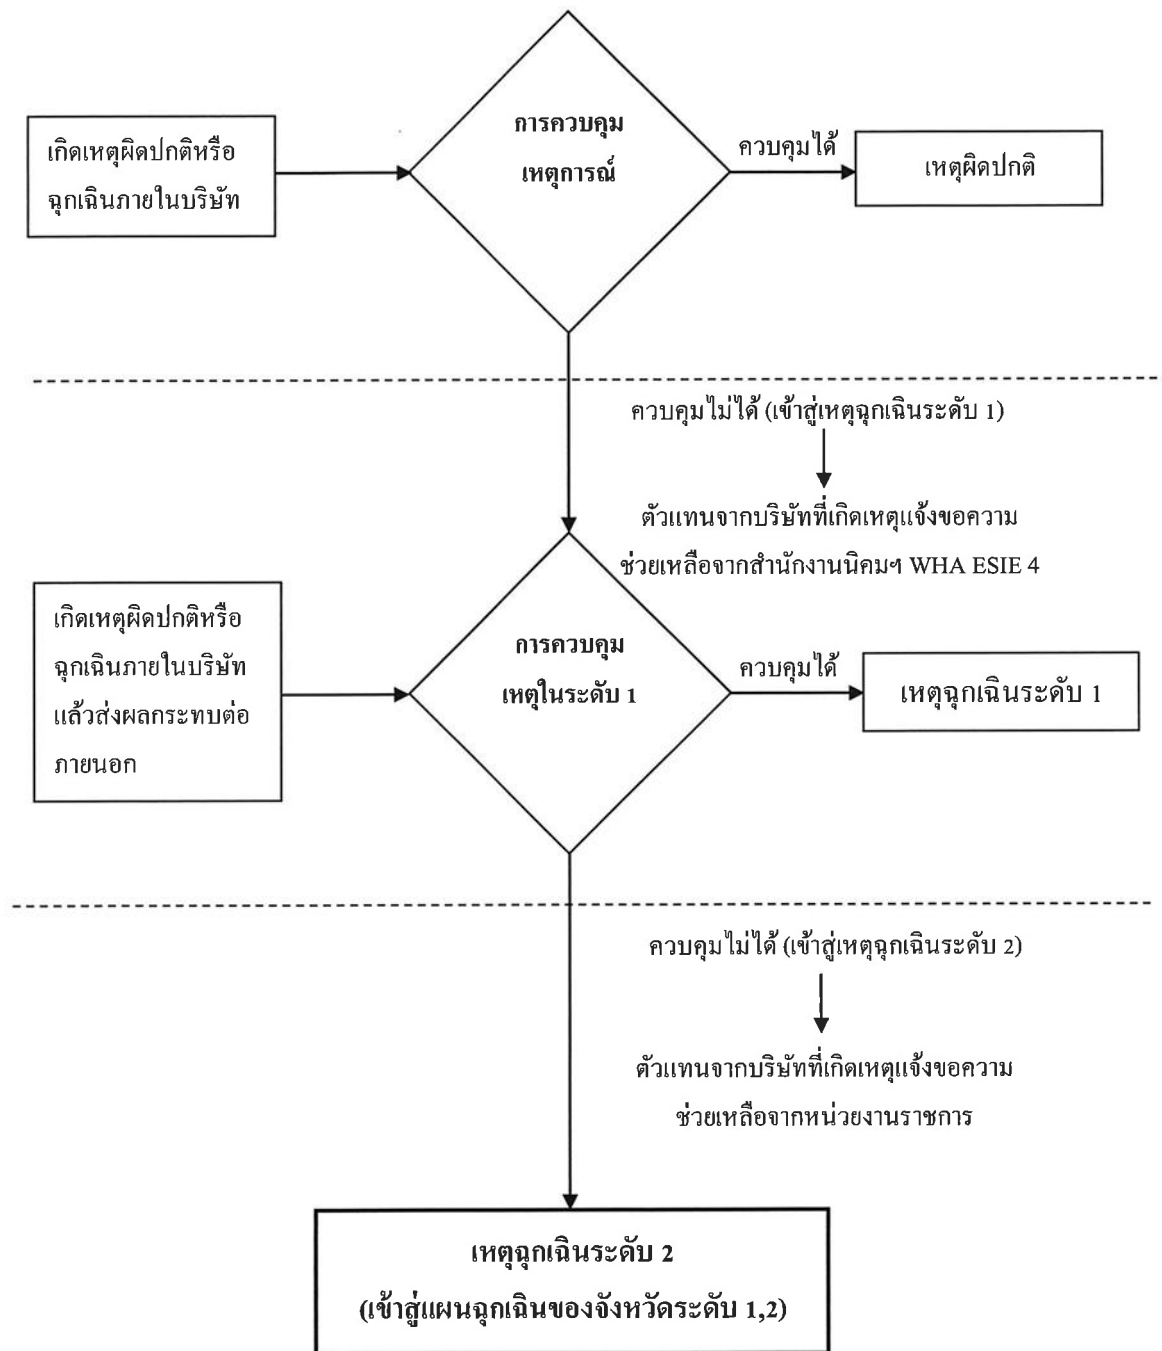 เกิดเหตุผิดปกติหรือ
ฉุกเฉินภายในบริษัท
การควบคุม
เหตุการณ์
ควบคุมได้
เหตุผิดปกติ
ควบคุมไม่ได้ (เข้าสู่เหตุฉุกเฉินระดับ 1)
ตัวแทนจากบริษัทที่เกิดเหตุแจ้งขอความ
ช่วยเหลือจากสำนักงานนิคมฯ WHA ESIE 4
เกิดเหตุผิดปกติหรือ
ฉุกเฉินภายในบริษัท
แล้วส่งผลกระทบต่อ
ภายนอก
การควบคุม
เหตุในระดับ 1
ควบคุมได้
เหตุฉุกเฉินระดับ 1
ควบคุมไม่ได้ (เข้าสู่เหตุฉุกเฉินระดับ 2)
ตัวแทนจากบริษัทที่เกิดเหตุแจ้งขอความ
ช่วยเหลือจากหน่วยงานราชการ
เหตุฉุกเฉินระดับ 2
(เข้าสู่แผนฉุกเฉินของจังหวัดระดับ 1,2)